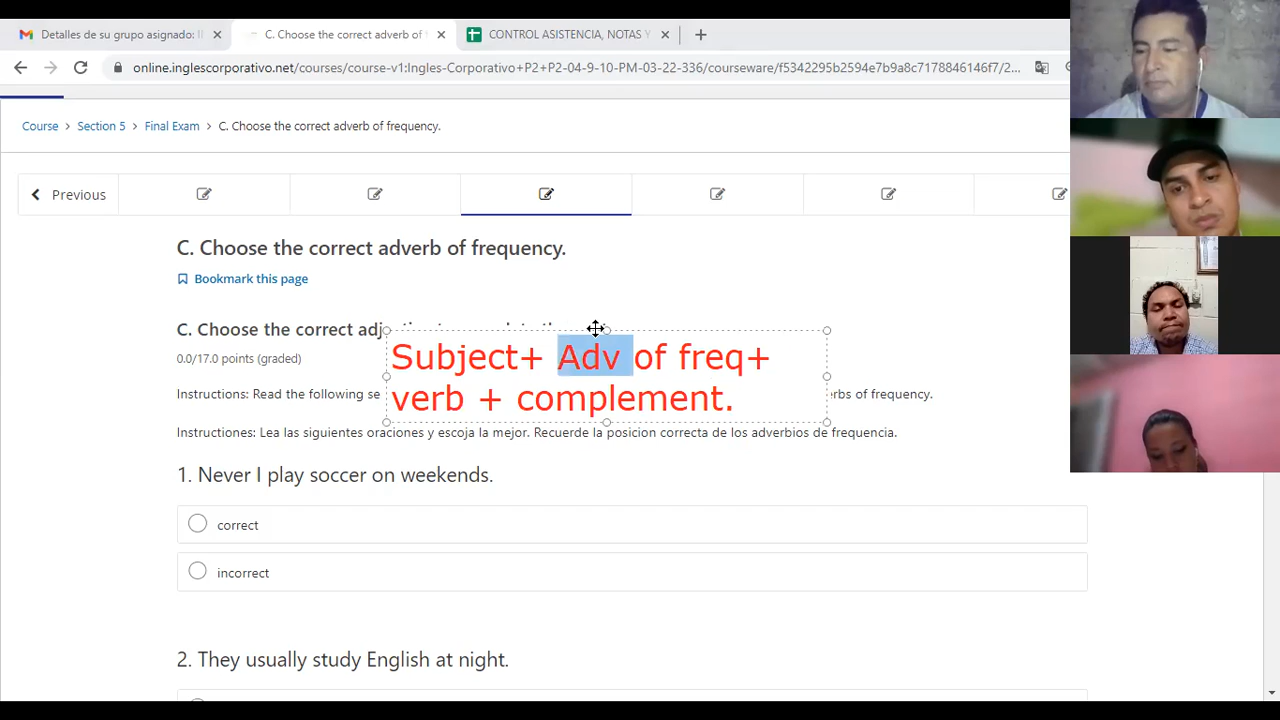 Detalles de su grupo asignado: I
C. Choose the correct adverb of f
CONTROL ASISTENCIA, NOTAS Y
online.inglescorporativo.net/courses/course-v1:Ingles-Corporativo+P2+P2-04-9-10-PM-03-22-336/courseware/f5342295b2594e7b9a8c7178846146f7/2...
Course > Section 5 > Final Exam > C. Choose the correct adverb of frequency.
Previous
C. Choose the correct adverb of frequency.
Bookmark this page
C. Choose the correct
0.0/17.0 points (graded)
Subject+ Adv of freq+
verb + complement.
Instructions: Read the following se
rbs of frequency.
Instructiones: Lea las siguientes oraciones y escoja la mejor. Recuerde la posicion correcta de los adverbios de frecuencia.
1. Never I play soccer on weekends.
correct
incorrect
2. They usually study English at night.